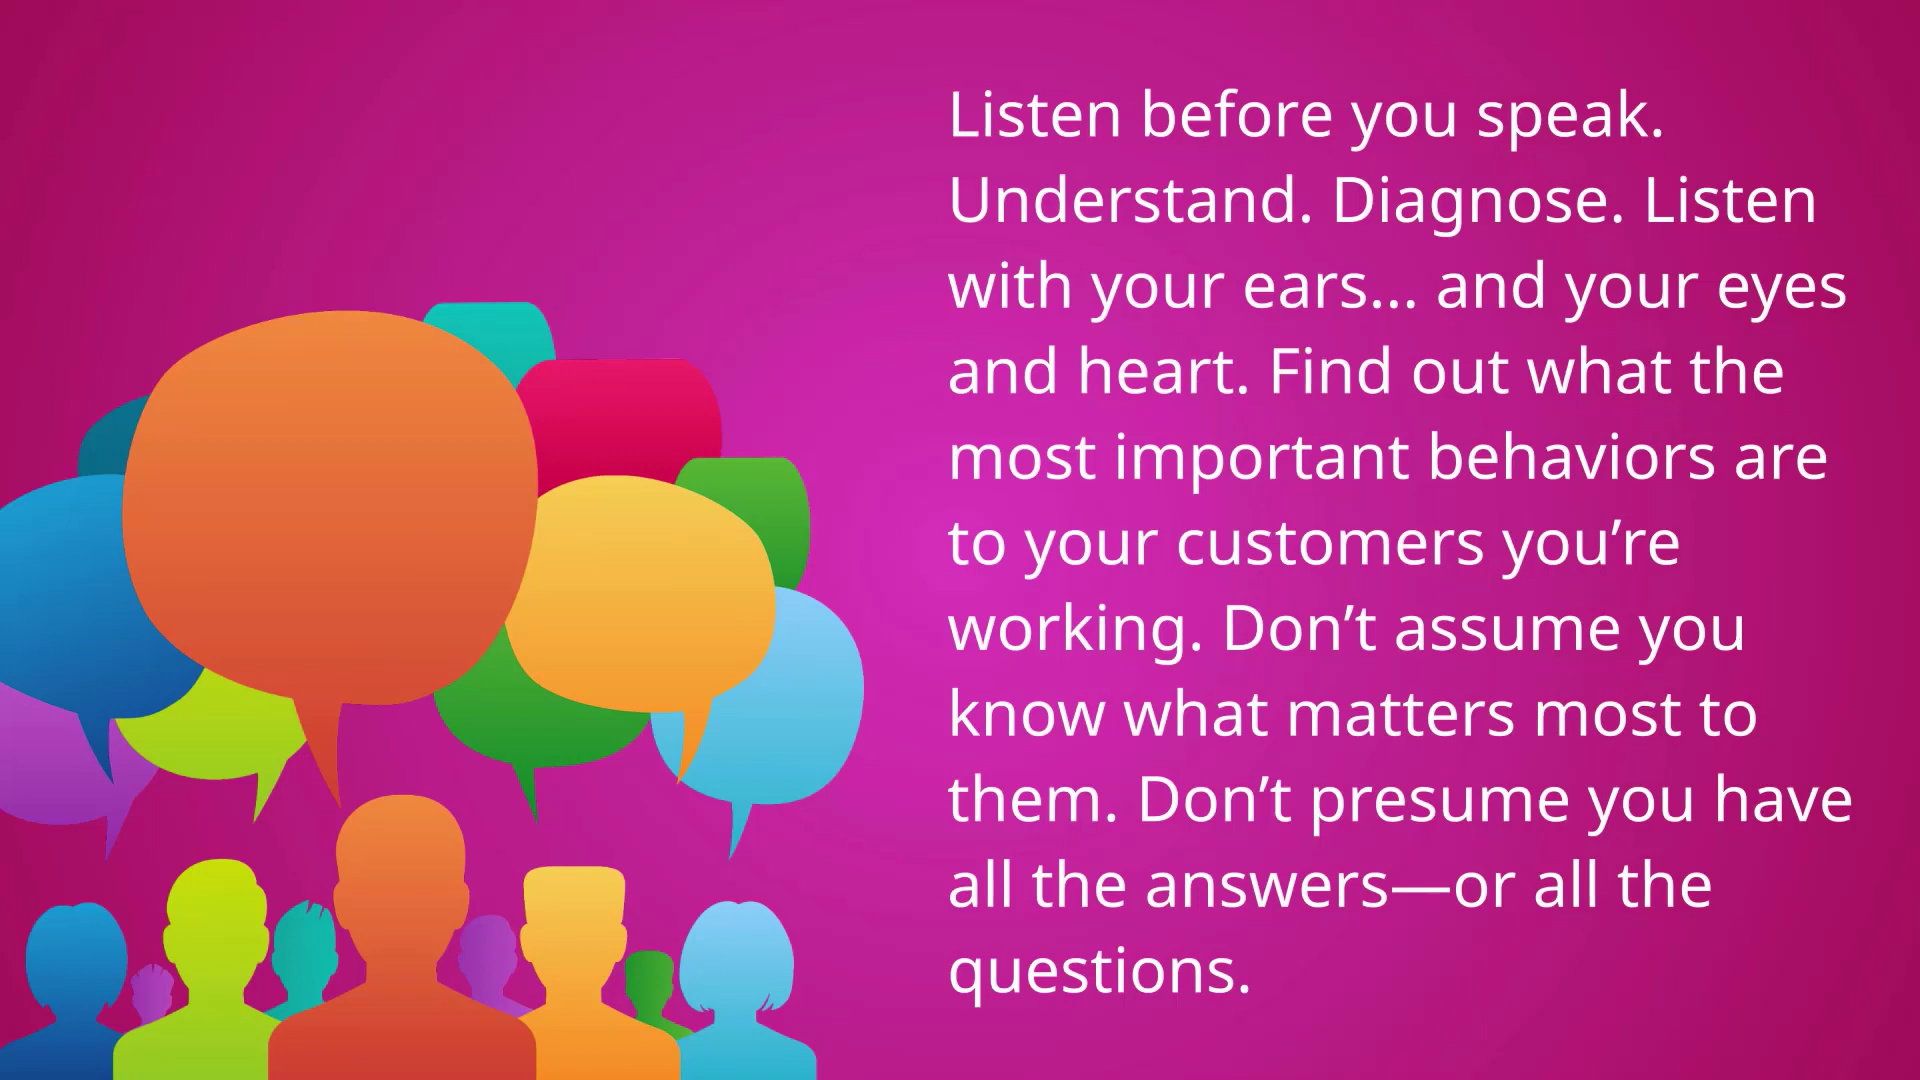 Listen before you speak.
Understand. Diagnose. Listen
with your ears... and your eyes
and heart. Find out what the
most important behaviors are
to your customers you’re
working. Don’t assume you
know what matters most to
them. Don’t presume you have
all the answers—or all the
questions.